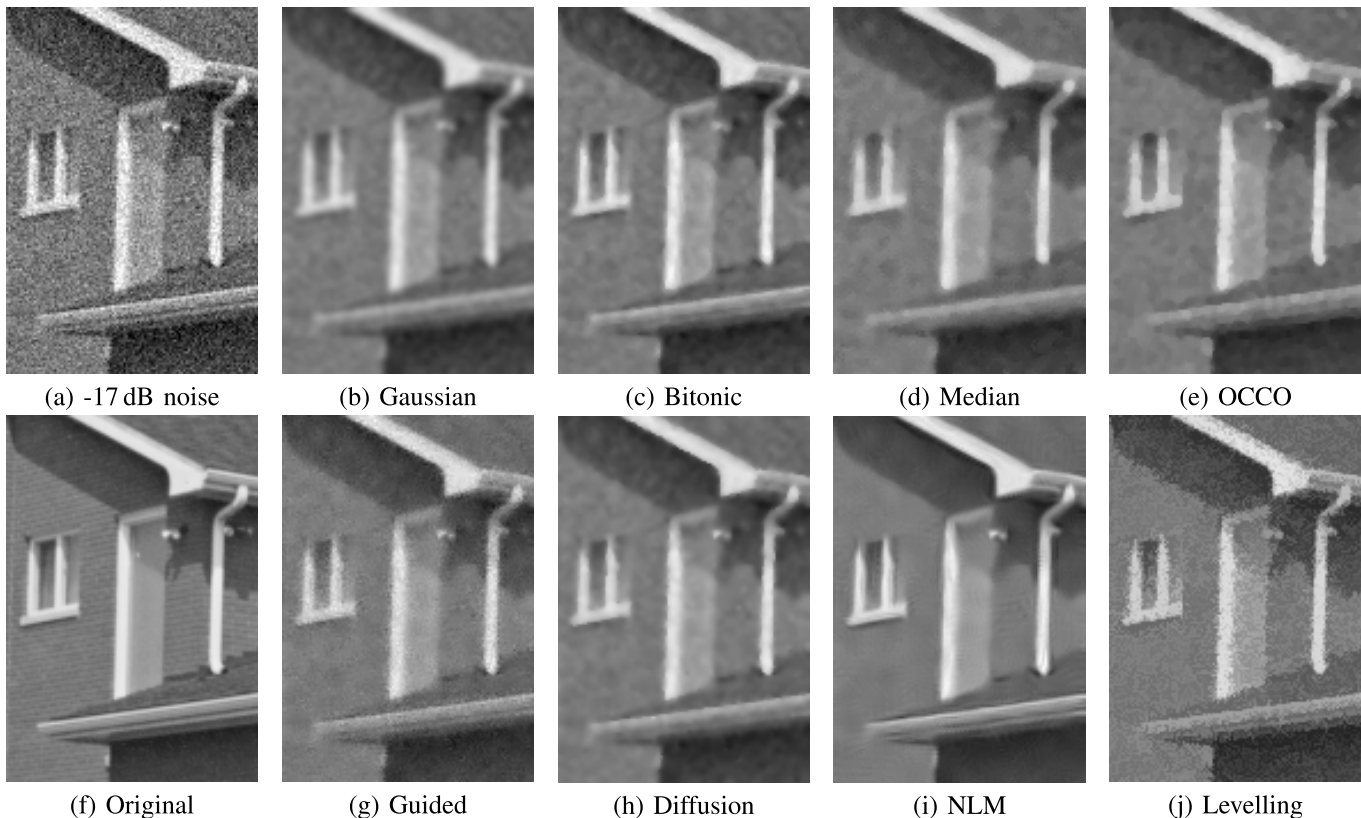 (a) -17 dB noise
(b) Gaussian
(c) Bitonic
(d) Median
(e) OCCO
(f) Original
(g) Guided
(h) Diffusion
(i) NLM
(j) Levelling